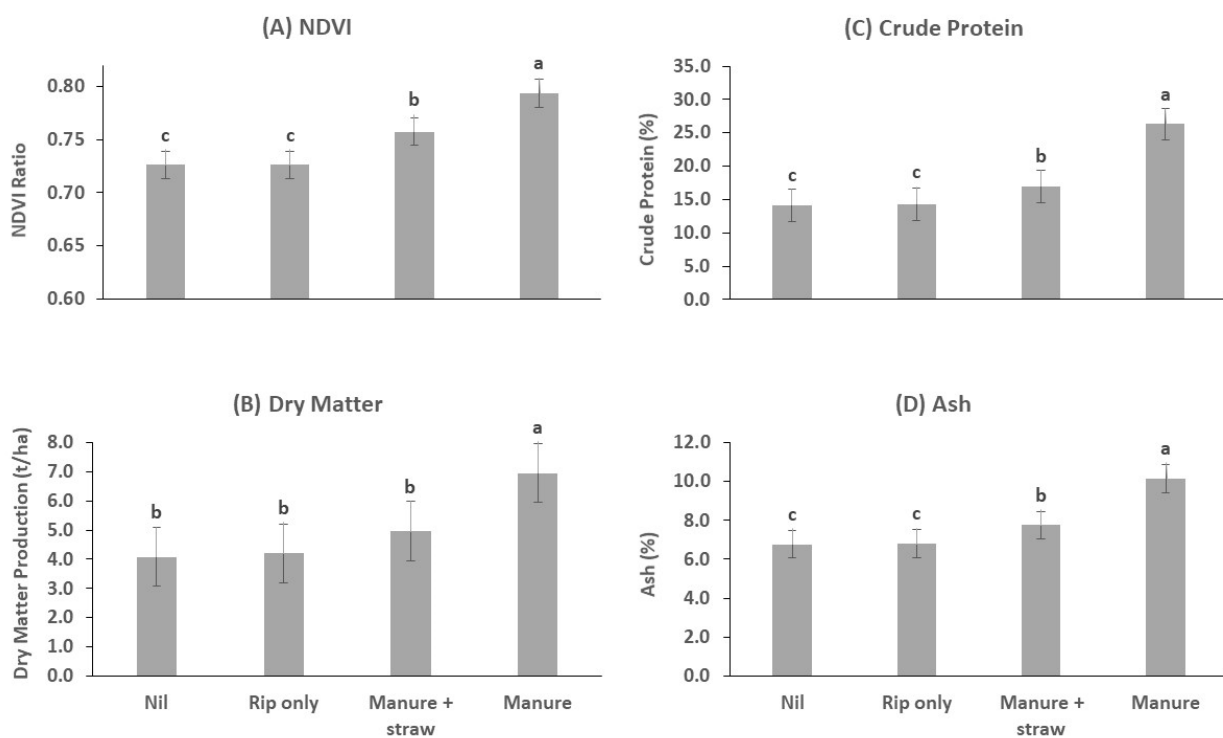 (A) NDVI
NDVI Ratio
0.80
0.75
0.70
0.65
0.60
c
c
b
a
(C) Crude Protein
Crude Protein (%)
35.0
30.0
25.0
20.0
15.0
10.0
5.0
0.0
c
c
b
a
(B) Dry Matter
Dry Matter Production (t/ha)
8.0
7.0
6.0
5.0
4.0
3.0
2.0
1.0
0.0
b
b
b
a
Nil
Rip only
Manure +
straw
Manure
(D) Ash
Ash (%)
12.0
10.0
8.0
6.0
4.0
2.0
0.0
c
c
b
a
Nil
Rip only
Manure +
straw
Manure